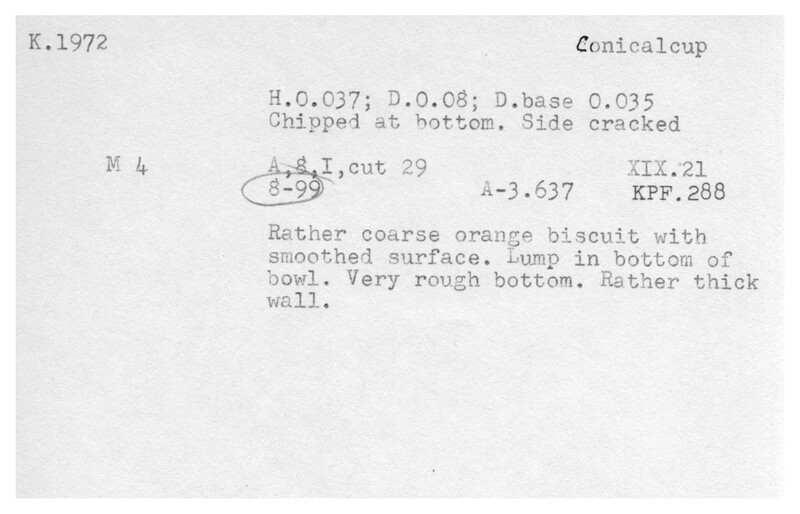 K.1972 Conicalcup
H.0.037; D.0.08; D.base 0.035
Chipped at bottom. Side cracked
M 4 A,8,I,cut 29 XIX.21
8-99 A-3.637 KPF.288
Rather coarse orange biscuit with
smoothed surface. Lump in bottom of
bowl. Very rough bottom. Rather thick
wall.